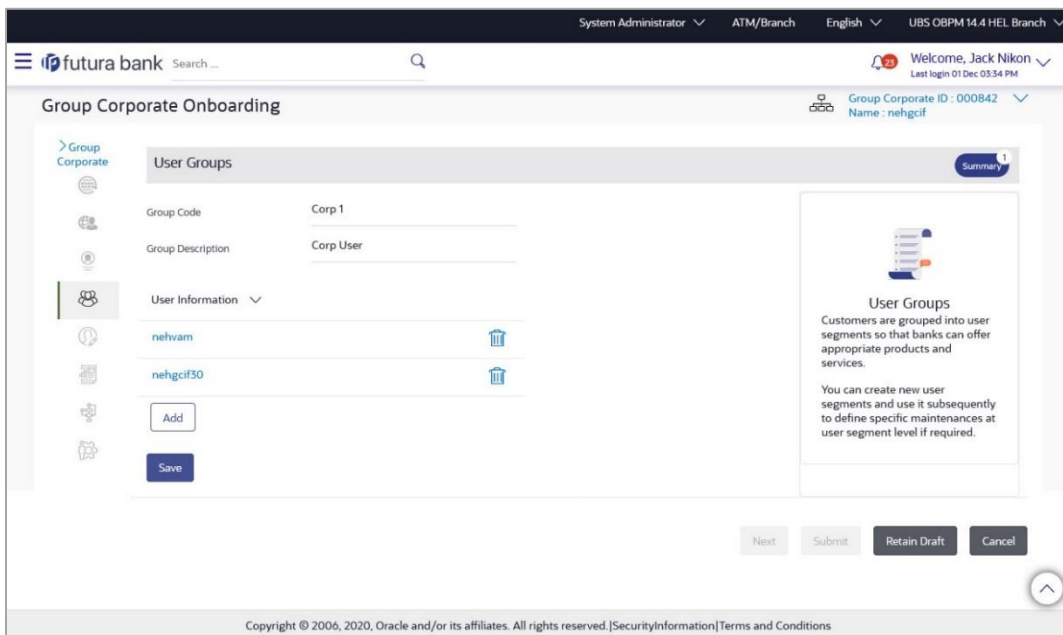 System Administrator ATM/Branch English UBS OBPM 14.4 HEL Branch
futura bank Search ... 23 Welcome, Jack Nikon
Last login 01 Dec 03:34 PM
Group Corporate Onboarding
Group Corporate ID : 000842
Name : nehgcif
Group
Corporate
User Groups
Summary 1
Group Code Corp 1
Group Description Corp User
User Information
nehvam
nehgcif30
Add
Save
User Groups
Customers are grouped into user
segments so that banks can offer
appropriate products and
services.
You can create new user
segments and use it subsequently
to define specific maintenances at
user segment level if required.
Next Submit Retain Draft Cancel
Copyright © 2006, 2020, Oracle and/or its affiliates. All rights reserved.|SecurityInformation|Terms and Conditions